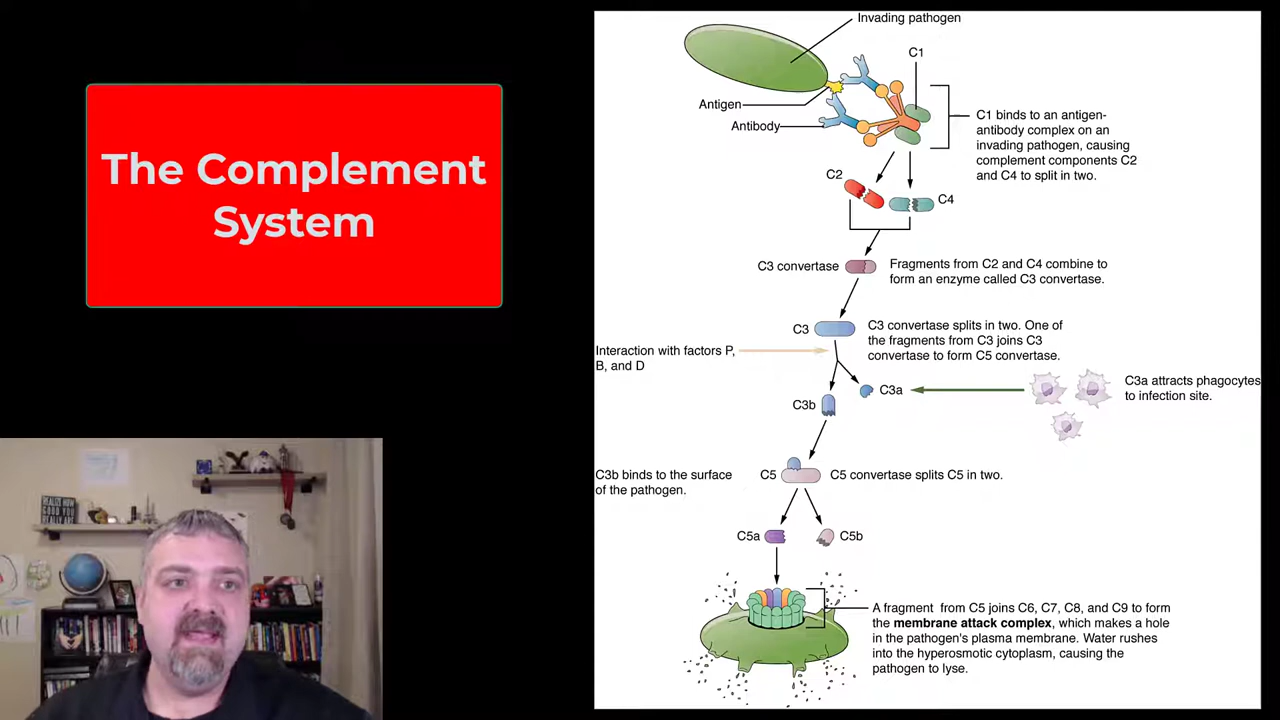 The Complement
System
Invading pathogen
C1
Antigen
Antibody
C1 binds to an antigen-
antibody complex on an
invading pathogen, causing
complement components C2
and C4 to split in two.
C2
C4
C3 convertase
Fragments from C2 and C4 combine to
form an enzyme called C3 convertase.
C3
C3 convertase splits in two. One of
the fragments from C3 joins C3
convertase to form C5 convertase.
Interaction with factors P,
B, and D
C3a
C3a attracts phagocytes
to infection site.
C3b
C3b binds to the surface
of the pathogen.
C5
C5 convertase splits C5 in two.
C5a
C5b
A fragment from C5 joins C6, C7, C8, and C9 to form
the membrane attack complex, which makes a hole
in the pathogen's plasma membrane. Water rushes
into the hyperosmotic cytoplasm, causing the
pathogen to lyse.
REALIZE HOW
GOOD YOU
REALLY ARE